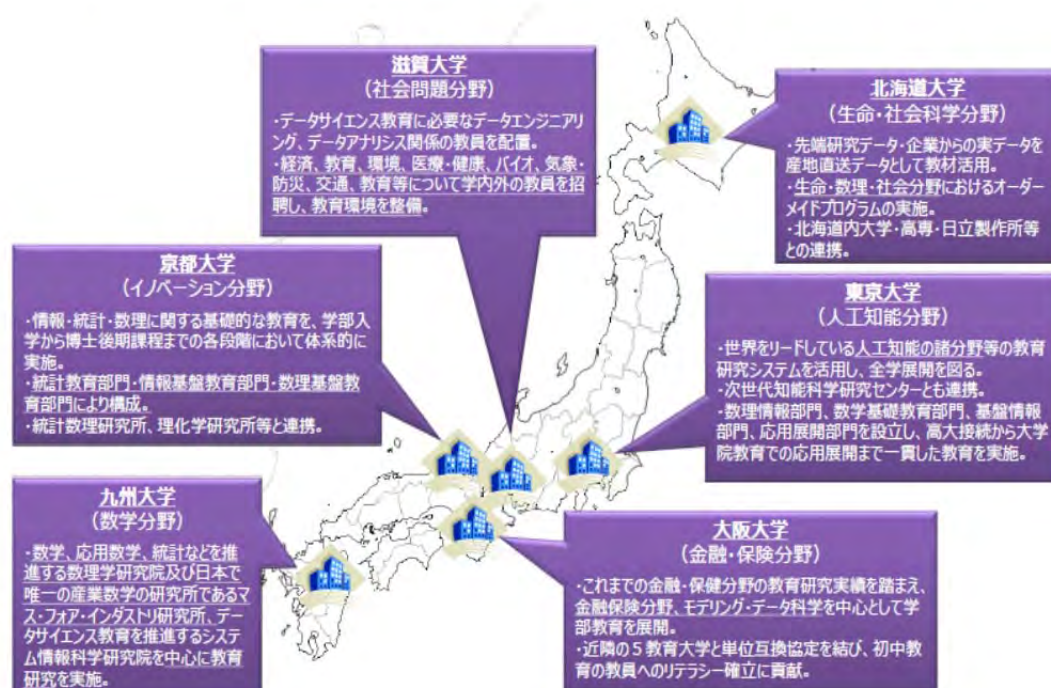 滋賀大学
(社会問題分野)
・データサイエンス教育に必要なデータエンジニアリ
ング、データアナリシス関係の教員を配置。
・経済、教育、環境、医療・健康、バイオ、気象・
防災、交通、教育等について学内外の教員を招
聘し、教育環境を整備。
北海道大学
(生命・社会科学分野)
・先端研究データ・企業からの実データを
産地直送データとして教材活用。
・生命・数理・社会分野におけるオーダー
メイドプログラムの実施。
・北海道内大学・高専・日立製作所等
との連携。
京都大学
(イノベーション分野)
・情報・統計・数理に関する基礎的な教育を、学部入
学から博士後期課程までの各段階において体系的に
実施。
・統計教育部門・情報基盤教育部門・数理基盤教
育部門により構成。
・統計数理研究所、理化学研究所等と連携。
東京大学
(人工知能分野)
・世界をリードしている人工知能の諸分野等の教育
研究システムを活用し、全学展開を図る。
・次世代知能科学研究センターとも連携。
・数理情報部門、数学基礎教育部門、基盤情報
部門、応用展開部門を設立し、高大接続から大学
院教育での応用展開まで一貫した教育を実施。
九州大学
(数学分野)
・数学、応用数学、統計などを推
進する数理学研究院及び日本で
唯一の産業数学の研究所であるマ
ス・フォア・インダストリ研究所、デー
タサイエンス教育を推進するシステ
ム情報科学研究院を中心に教育
研究を実施。
大阪大学
(金融・保険分野)
・これまでの金融・保健分野の教育研究実績を踏まえ、
金融保険分野、モデリング・データ科学を中心として学
部教育を展開。
・近隣の5教育大学と単位互換協定を結び、初中教
育の教員へのリテラシー確立に貢献。